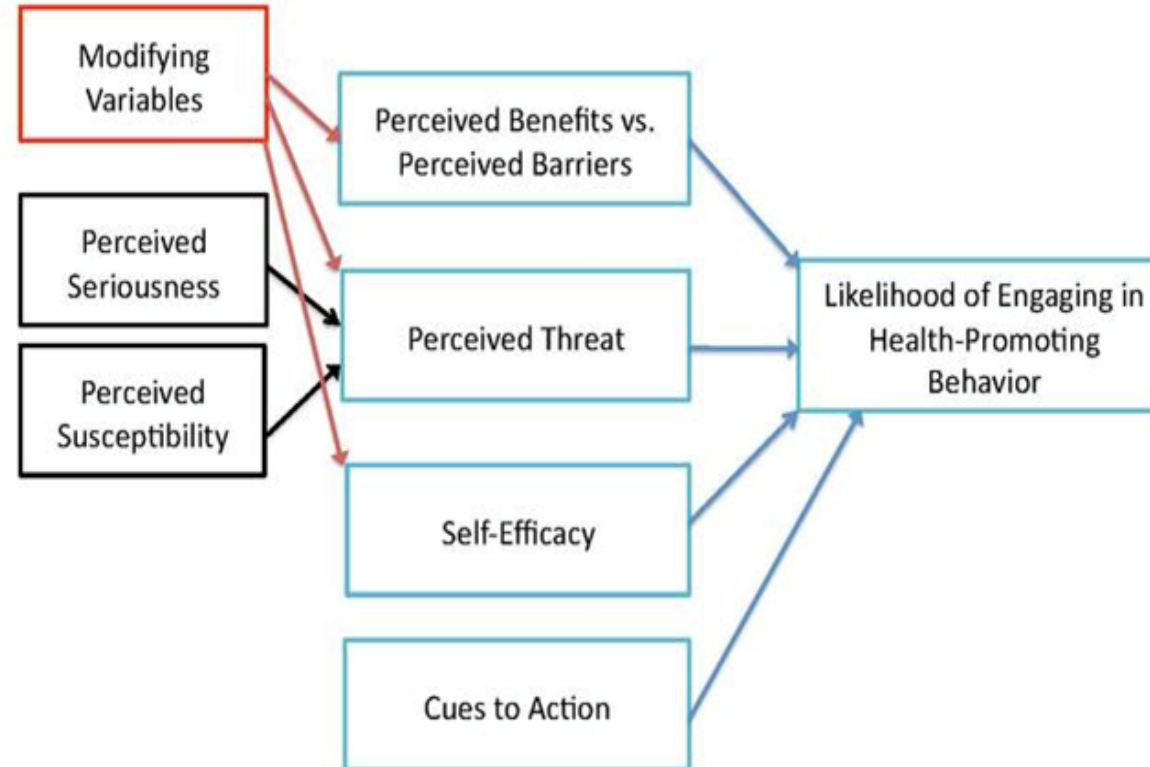 Modifying
Variables
Perceived Benefits vs.
Perceived Barriers
Perceived
Seriousness
Perceived Threat
Likelihood of Engaging in
Health-Promoting
Behavior
Perceived
Susceptibility
Self-Efficacy
Cues to Action